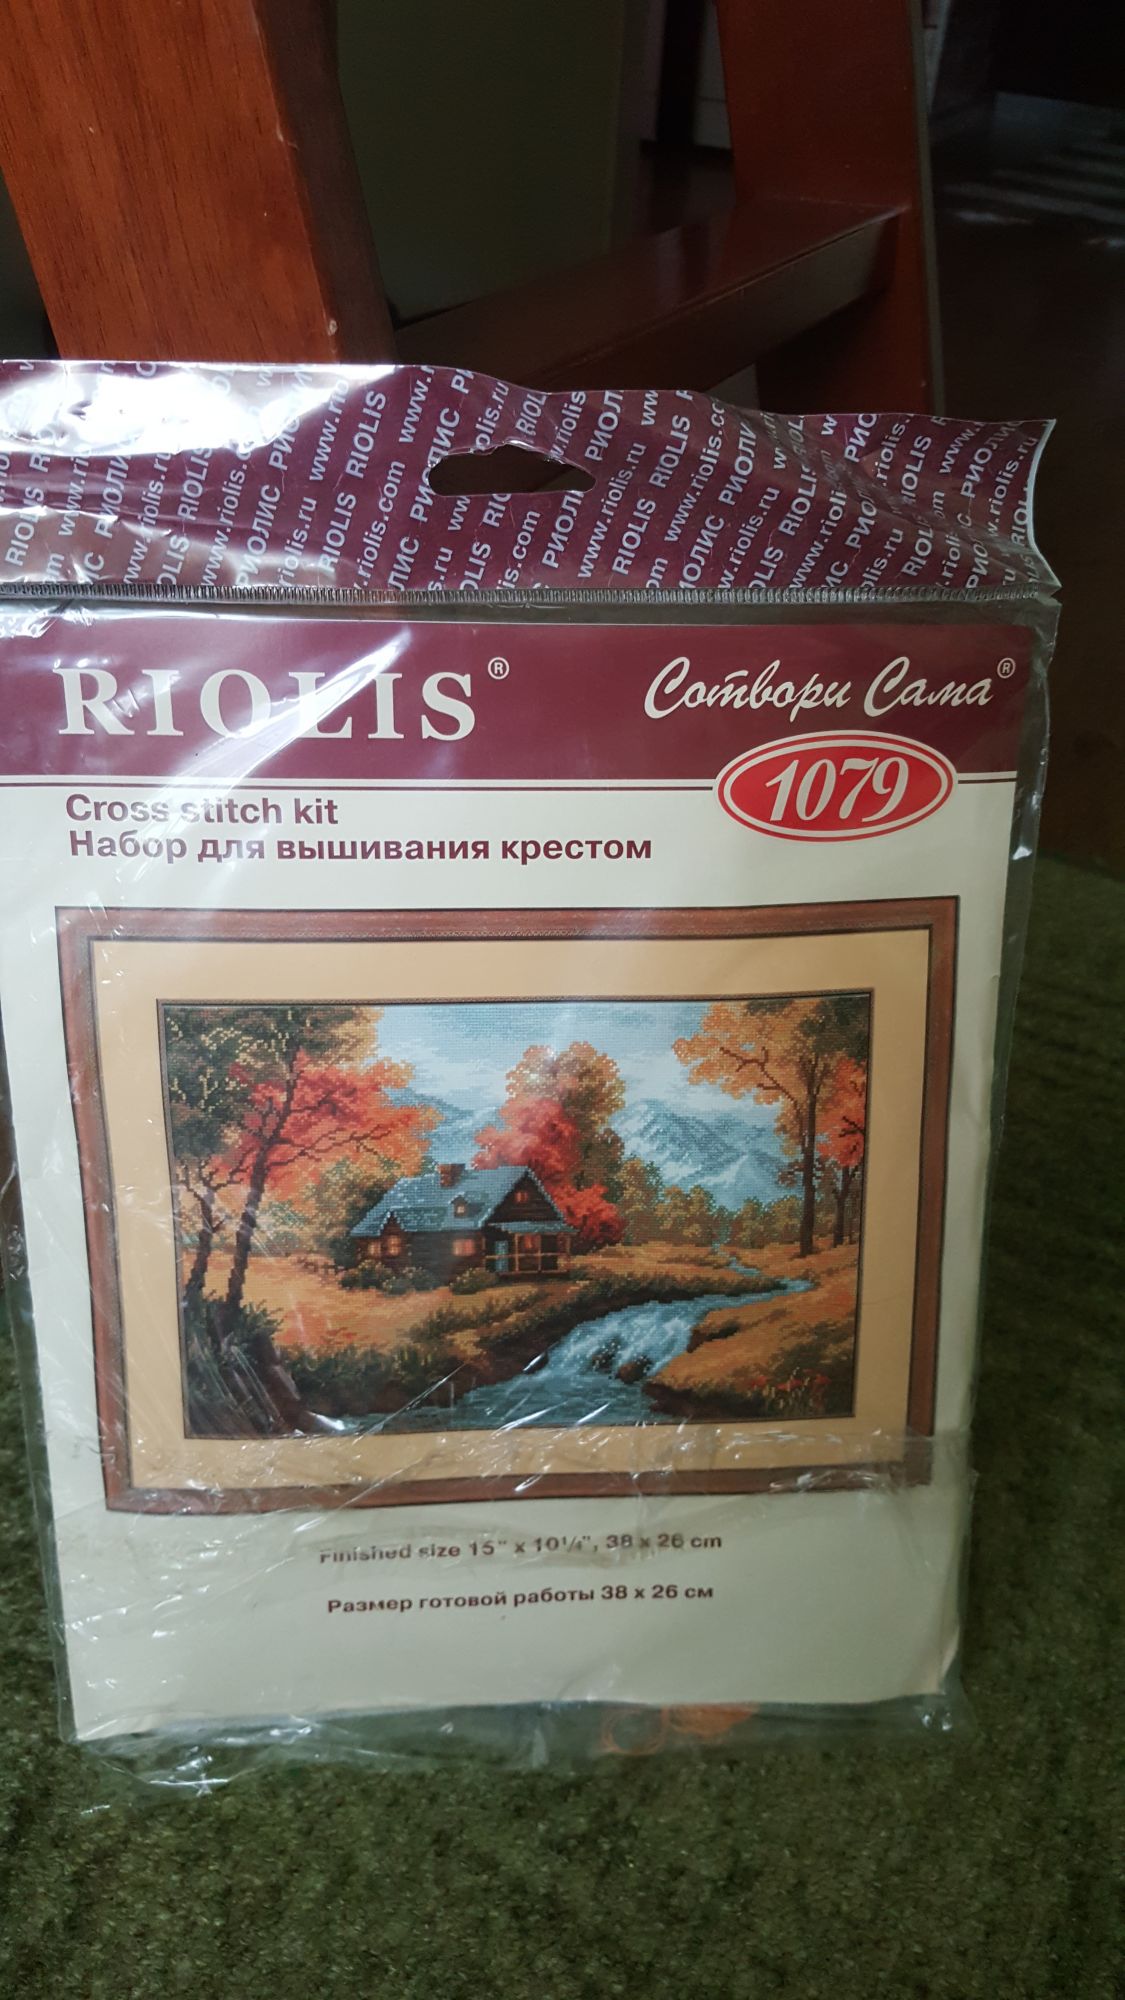 RIOLIS®
Сотвори Сама®
1079
Cross stitch kit
Набор для вышивания крестом
Finished size 15" x 10¼", 38 x 26 cm
Размер готовой работы 38 x 26 см